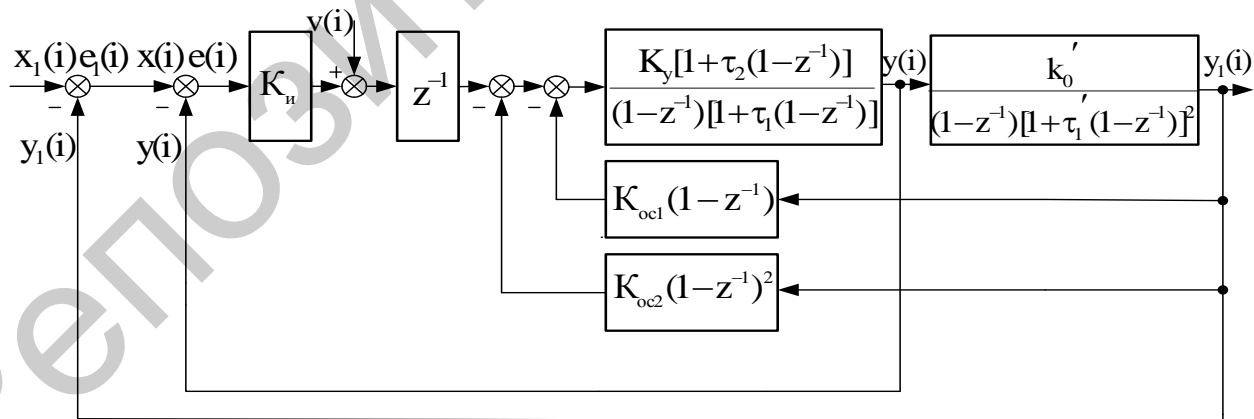 v(i)
x₁(i) e₁(i) x(i) e(i)
Kи
+
z⁻¹
Kу[1+τ₂(1−z⁻¹)]
(1−z⁻¹)[1+τ₁(1−z⁻¹)]
y(i)
k₀′
(1−z⁻¹)[1+τ₁′(1−z⁻¹)]²
y₁(i)
− − − −
y₁(i) y(i)
Kос1(1−z⁻¹)
Kос2(1−z⁻¹)²
епози